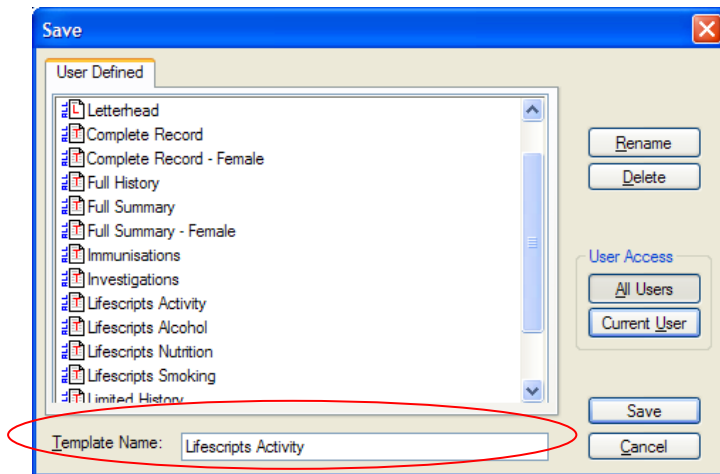 Save
User Defined
Letterhead
Complete Record
Complete Record - Female
Full History
Full Summary
Full Summary - Female
Immunisations
Investigations
Lifescripts Activity
Lifescripts Alcohol
Lifescripts Nutrition
Lifescripts Smoking
Limited History
Rename
Delete
User Access
All Users
Current User
Save
Template Name: Lifescripts Activity
Cancel